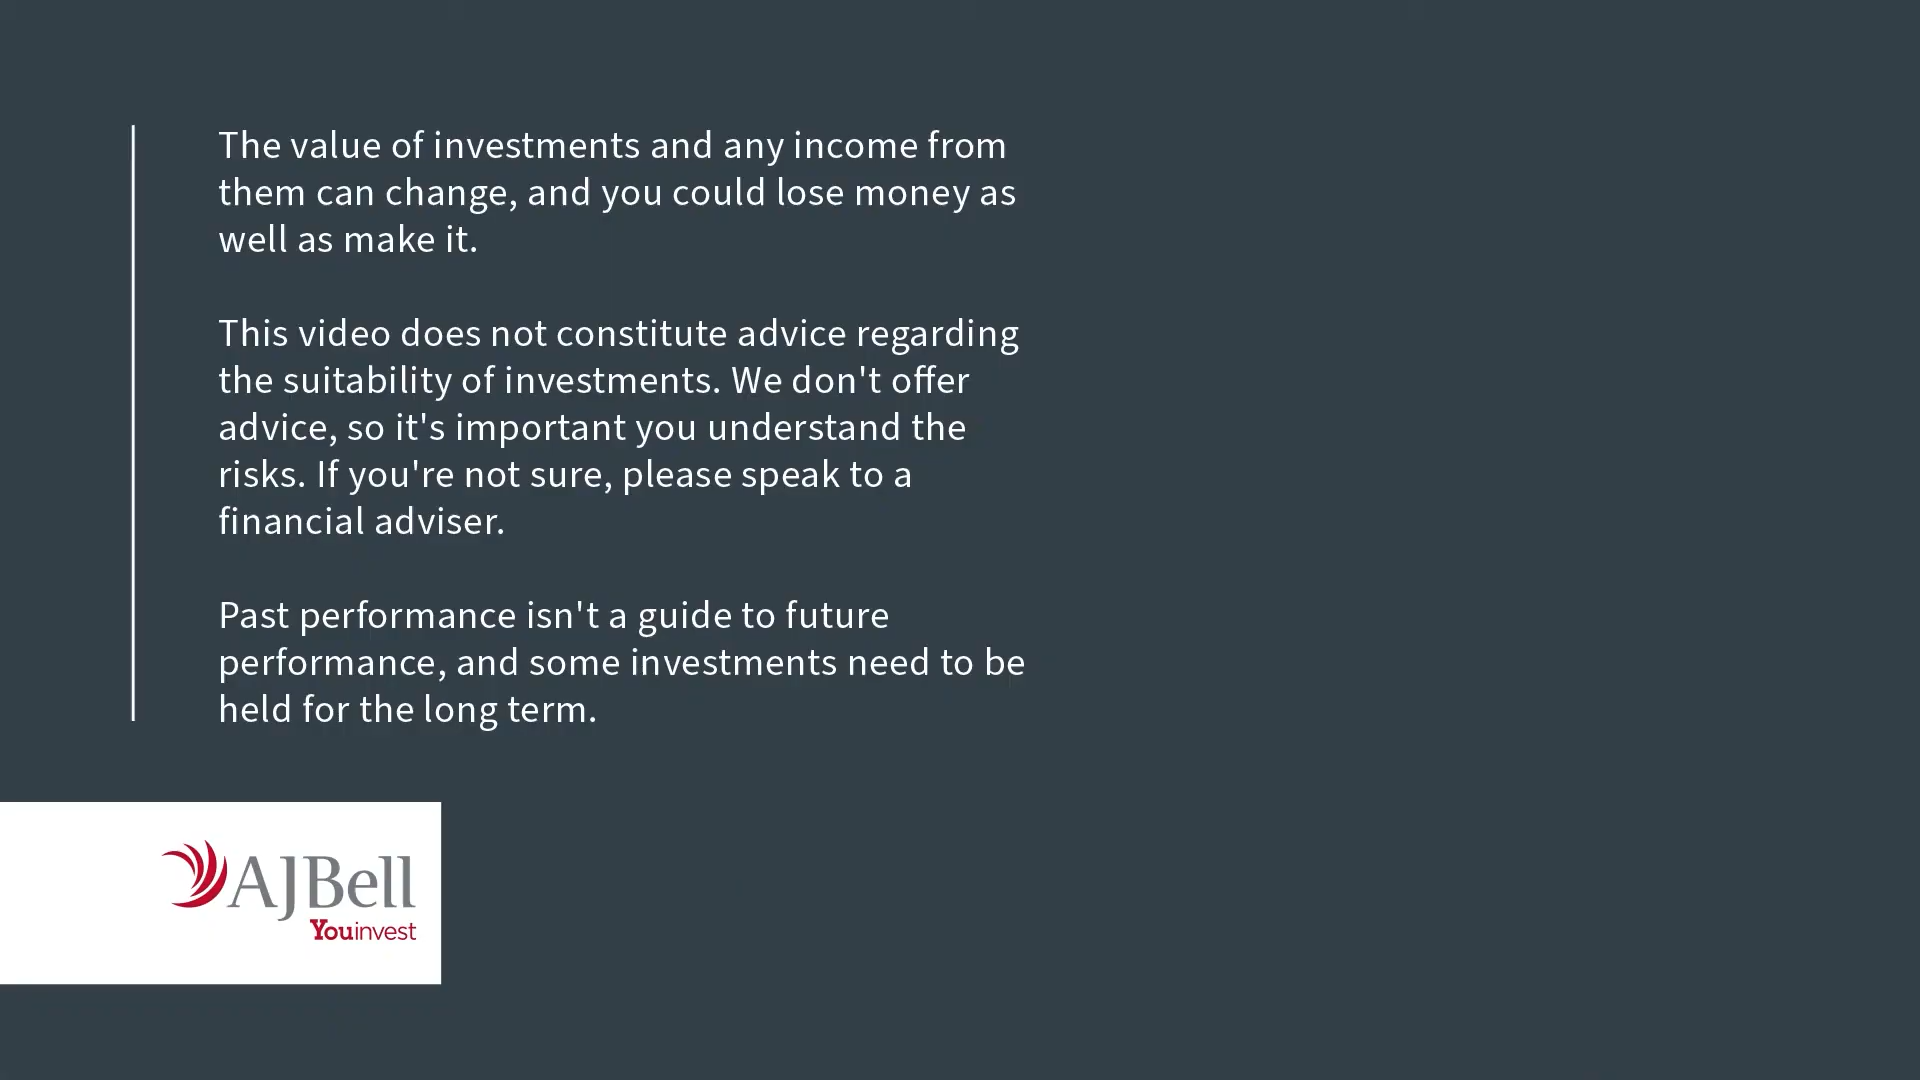 The value of investments and any income from
them can change, and you could lose money as
well as make it.
This video does not constitute advice regarding
the suitability of investments. We don't offer
advice, so it's important you understand the
risks. If you're not sure, please speak to a
financial adviser.
Past performance isn't a guide to future
performance, and some investments need to be
held for the long term.
AJBell
Youinvest